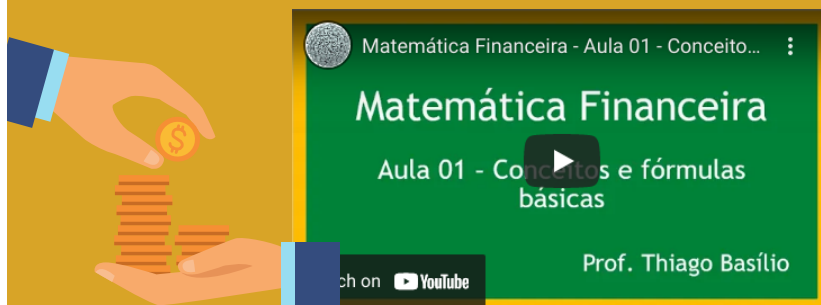 $
Matemática Financeira - Aula 01 - Conceito...
Matemática Financeira
Aula 01 - Conceitos e fórmulas
básicas
Prof. Thiago Basílio
ch on YouTube